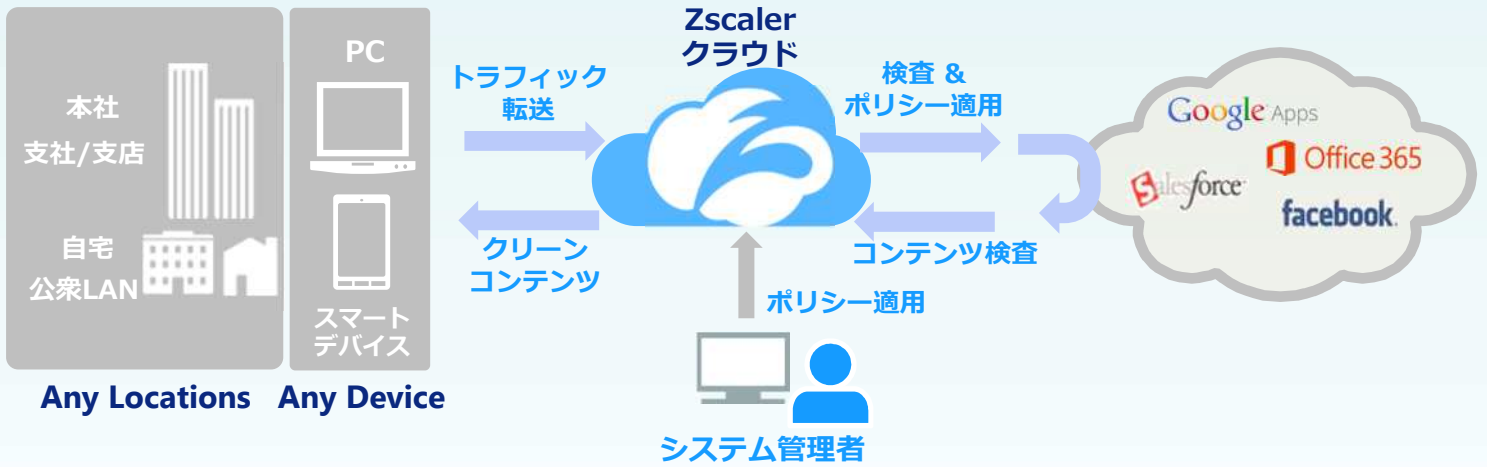 本社
支社/支店
自宅
公衆LAN
Any Locations
PC
スマート
デバイス
Any Device
トラフィック
転送
クリーン
コンテンツ
Zscaler
クラウド
検査 &
ポリシー適用
コンテンツ検査
ポリシー適用
システム管理者
Google Apps
Office 365
Salesforce
facebook.